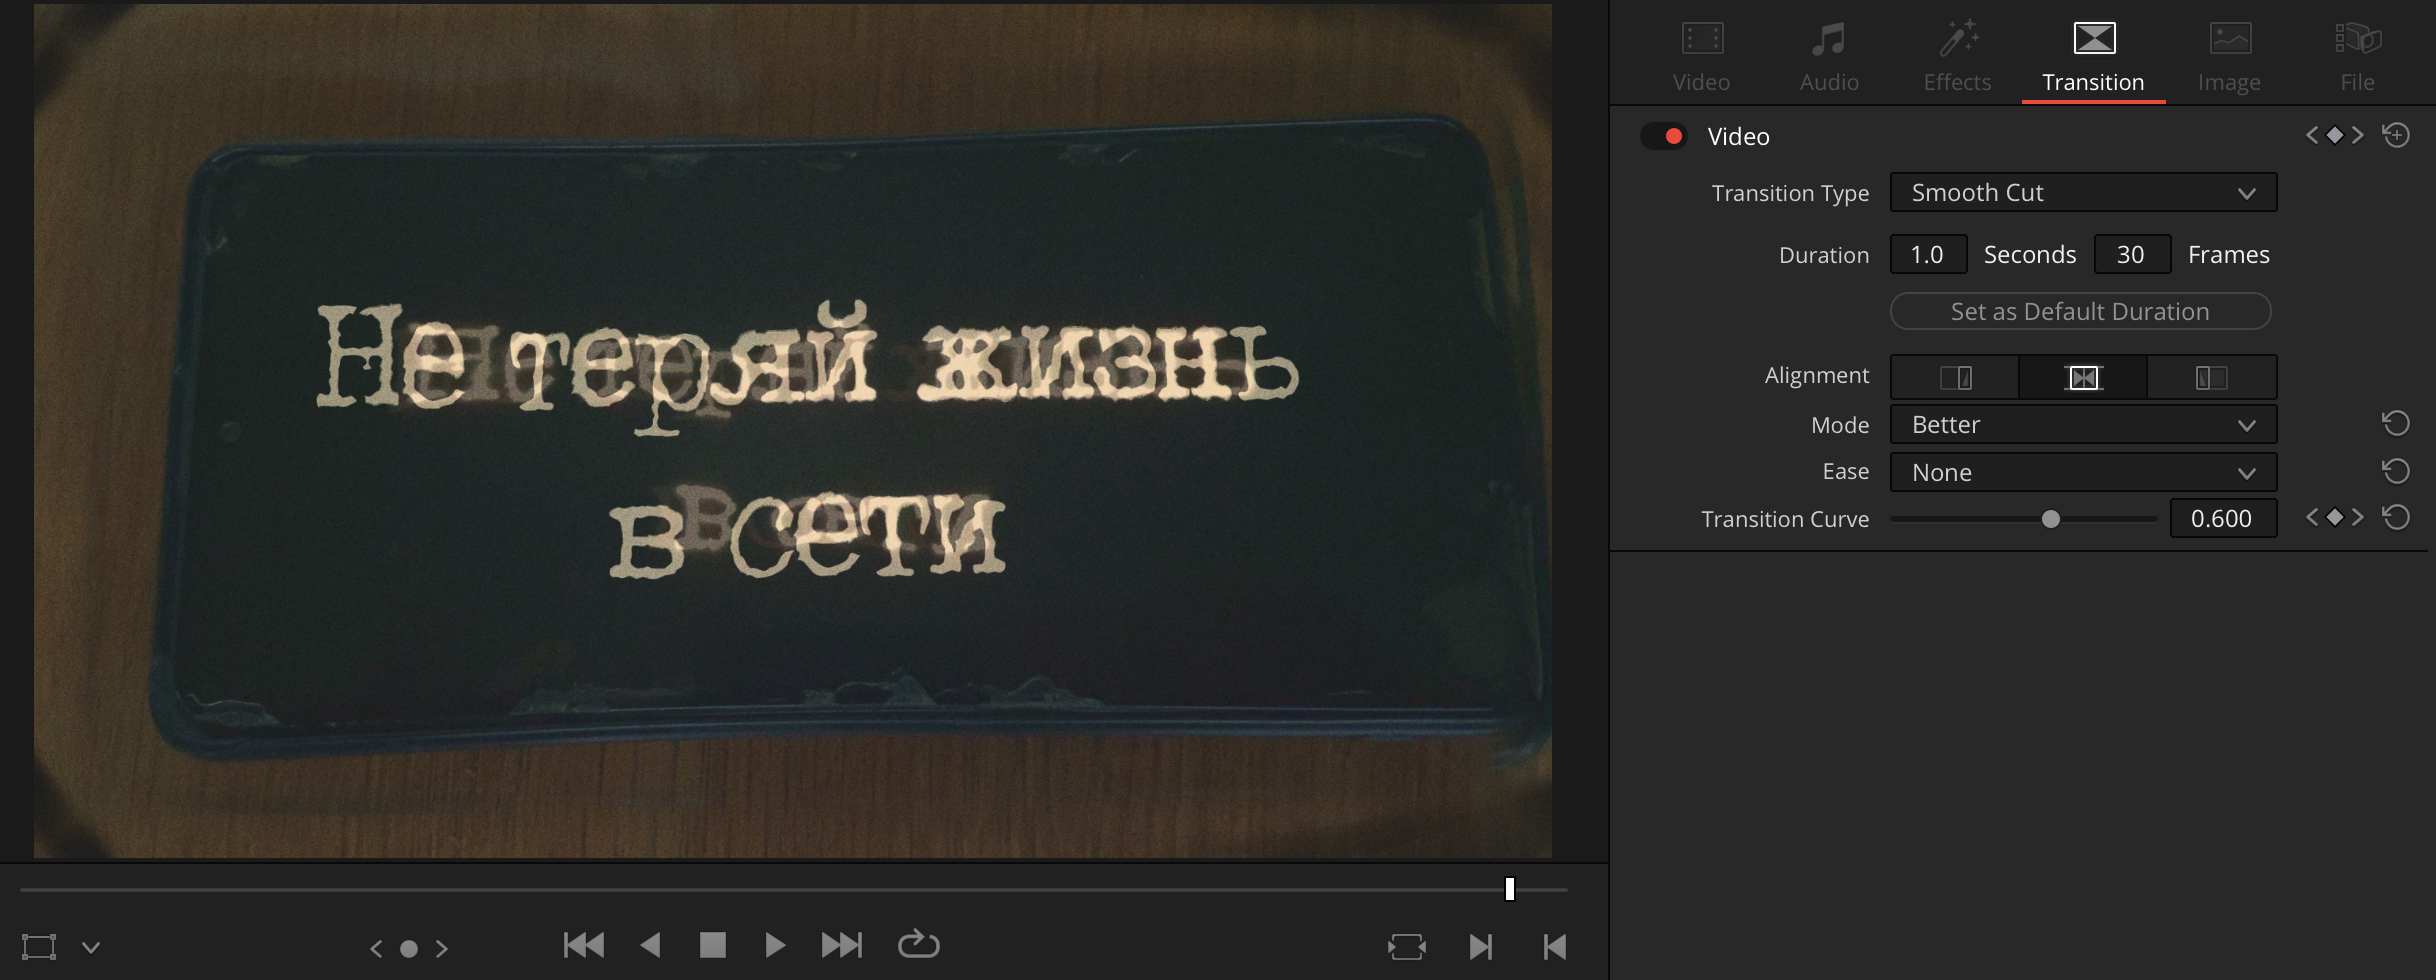 Video
Audio
Effects
Transition
Image
File
Video
Transition Type
Smooth Cut
Duration
1.0
Seconds
30
Frames
Set as Default Duration
Alignment
Mode
Better
Ease
None
Transition Curve
0.600
Не теряй жизнь
в сети